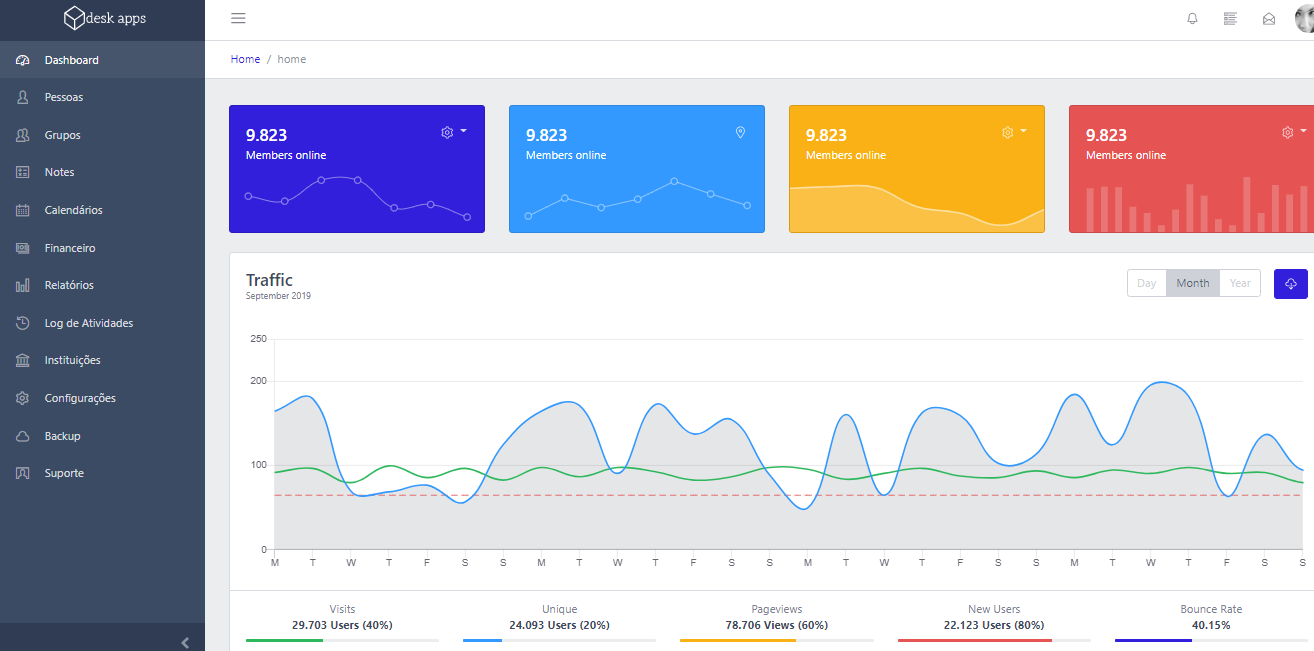 desk apps
Dashboard
Pessoas
Grupos
Notes
Calendários
Financeiro
Relatórios
Log de Atividades
Instituições
Configurações
Backup
Suporte
Home / home
9.823
Members online
9.823
Members online
9.823
Members online
9.823
Members online
Traffic
September 2019
Day Month Year
250
200
100
0
M T W T F S S M T W T F S S M T W T F S S M T W T F S S
Visits
29.703 Users (40%)
Unique
24.093 Users (20%)
Pageviews
78.706 Views (60%)
New Users
22.123 Users (80%)
Bounce Rate
40.15%